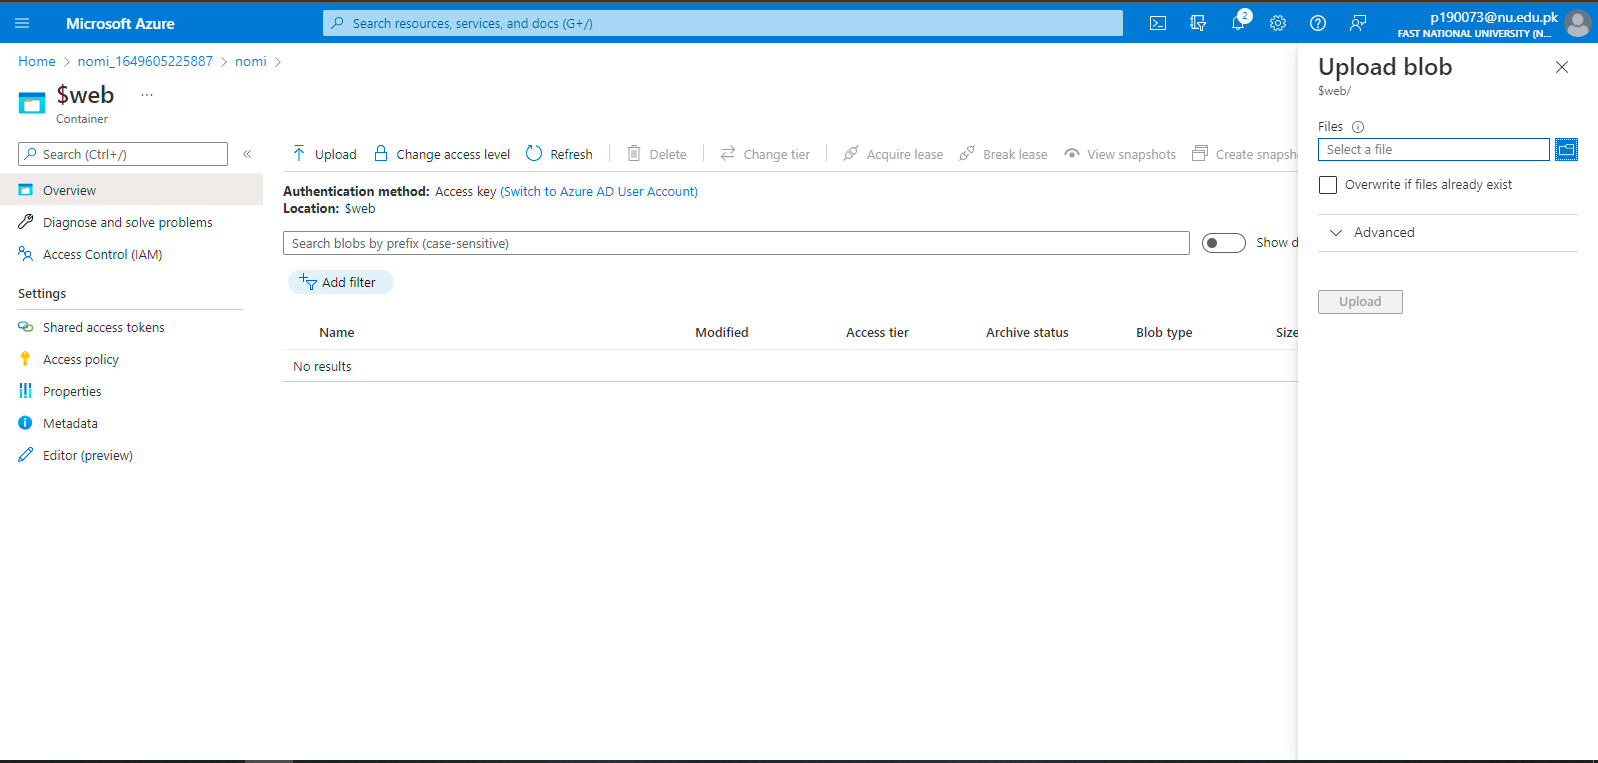 Microsoft Azure
Search resources, services, and docs (G+/)
2
p190073@nu.edu.pk
FAST NATIONAL UNIVERSITY (N...
Home > nomi_1649605225887 > nomi >
$web
...
Container
Search (Ctrl+/)
«
Overview
Diagnose and solve problems
Access Control (IAM)
Settings
Shared access tokens
Access policy
Properties
Metadata
Editor (preview)
Upload
Change access level
Refresh
Delete
Change tier
Acquire lease
Break lease
View snapshots
Create snapsh
Authentication method: Access key (Switch to Azure AD User Account)
Location: $web
Search blobs by prefix (case-sensitive)
Show d
Add filter
Name Modified Access tier Archive status Blob type Size
No results
Upload blob
$web/
Files
Select a file
Overwrite if files already exist
Advanced
Upload